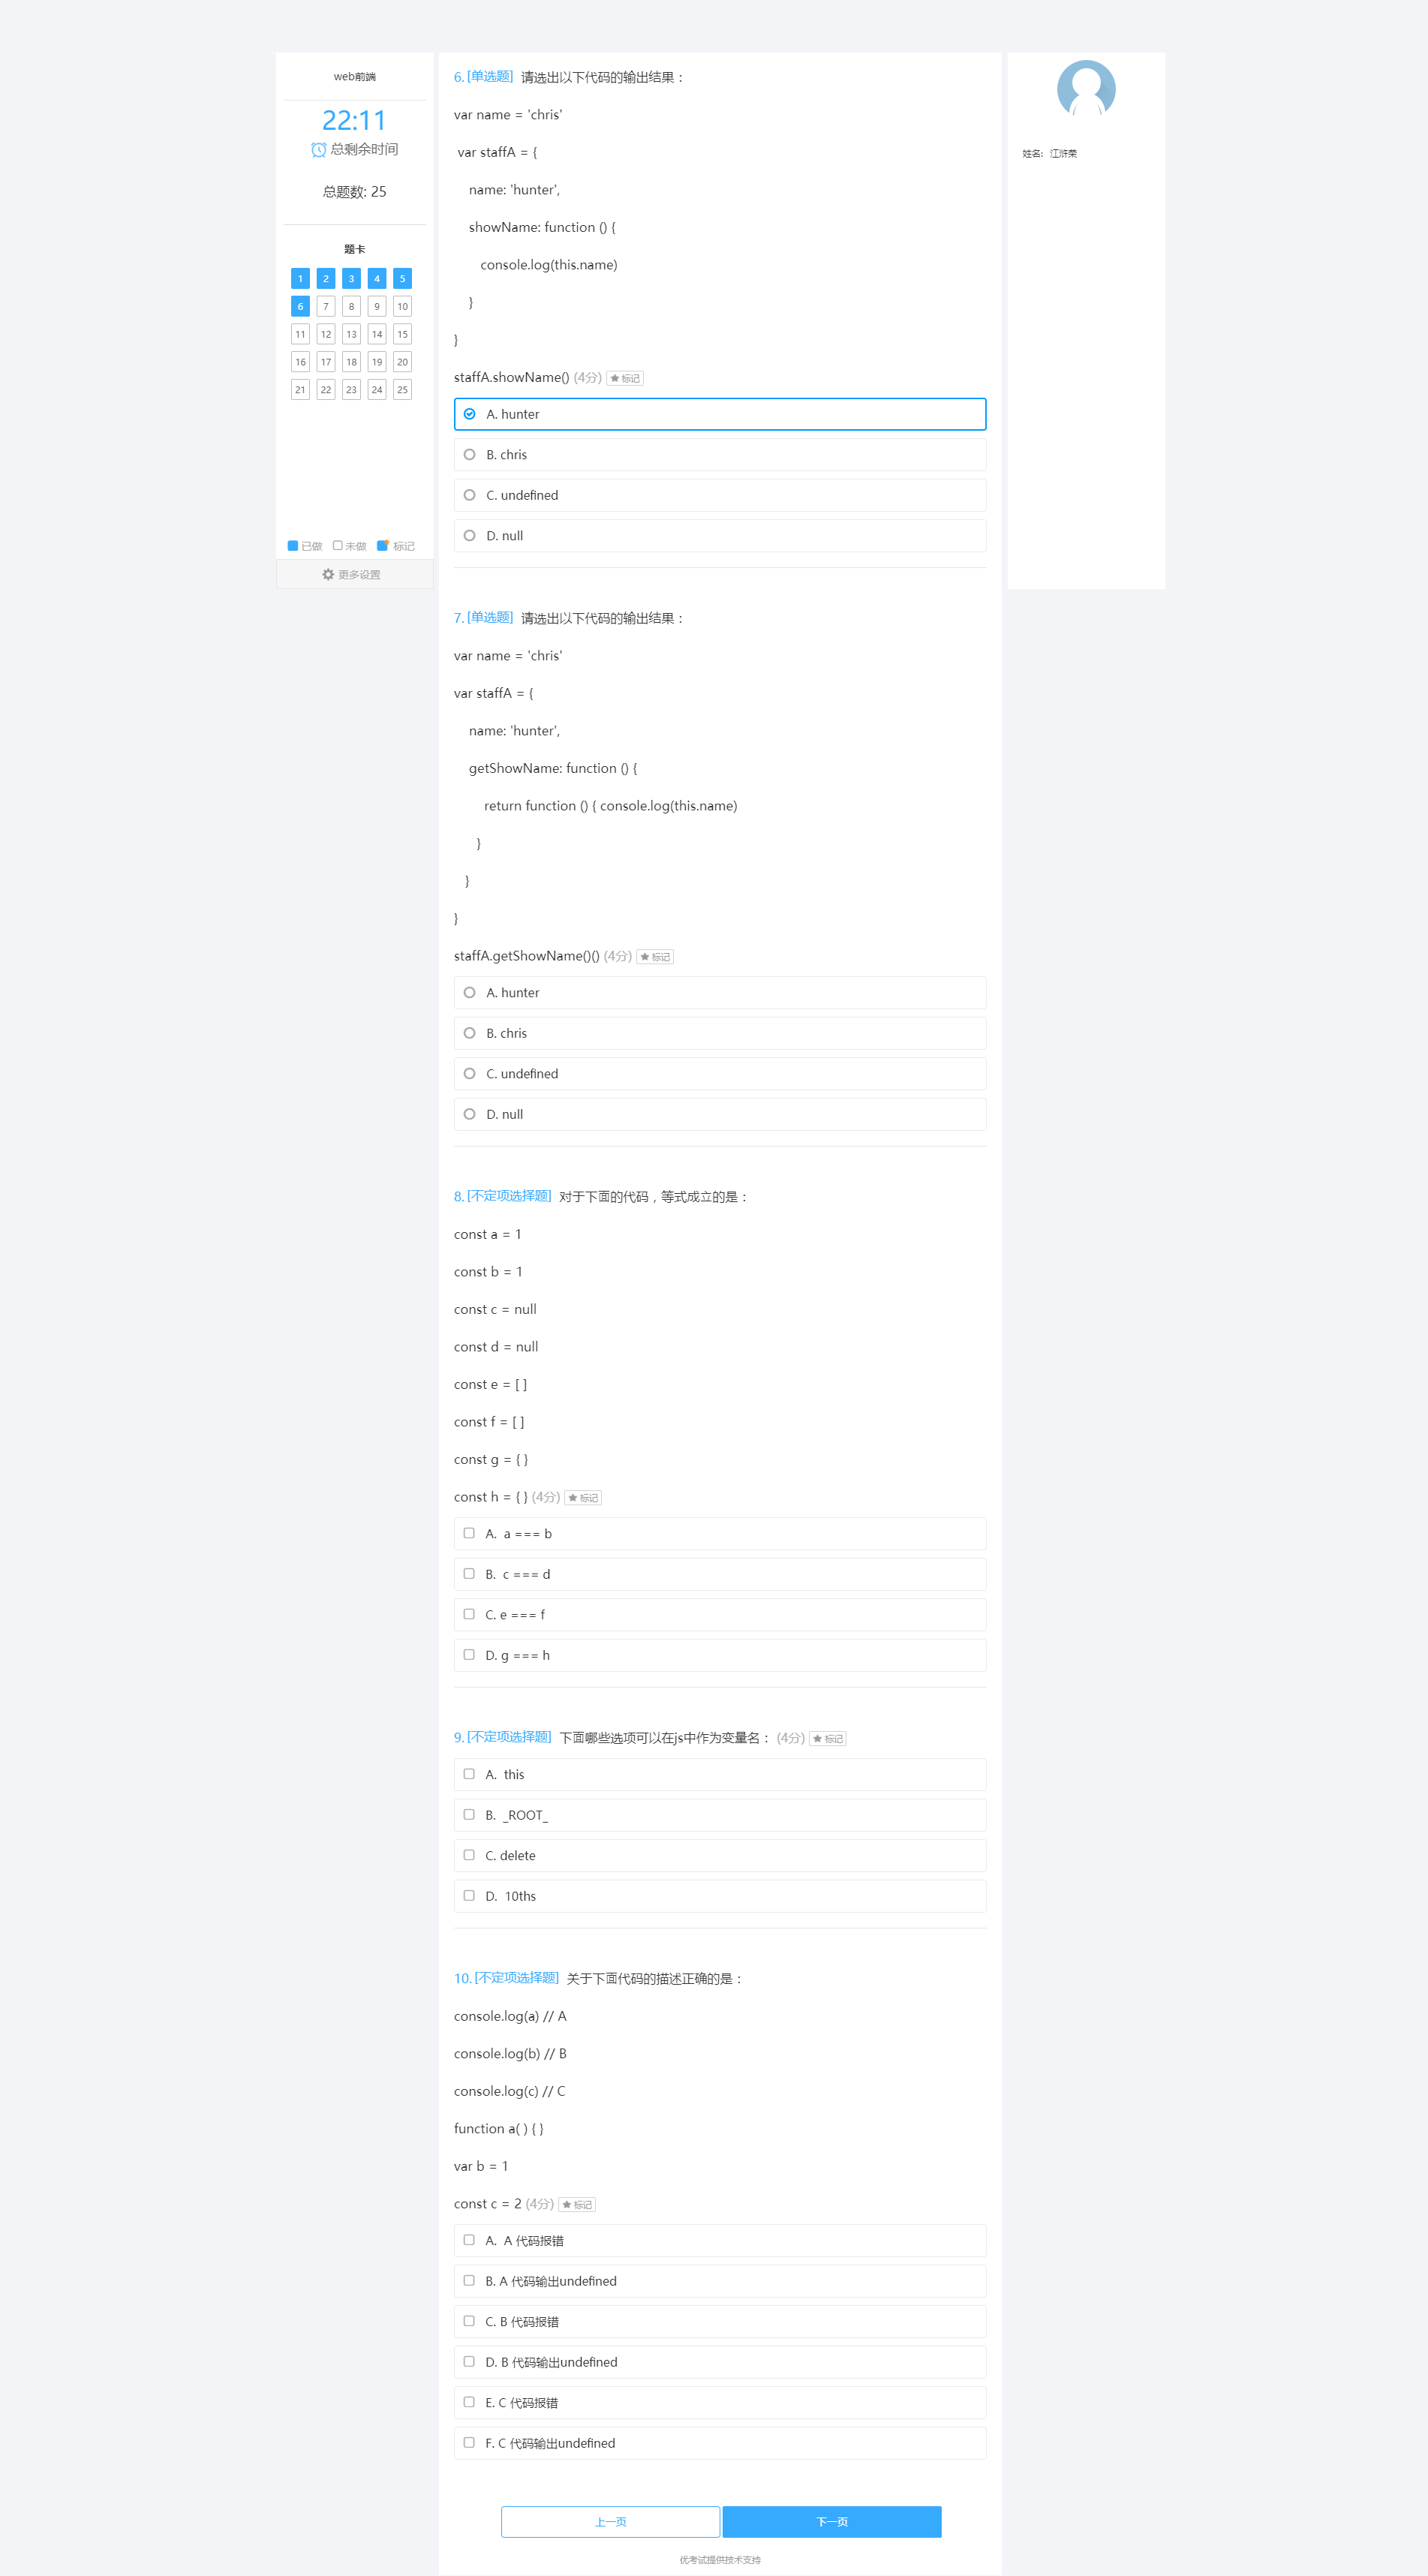 web前端
22:11
总剩余时间
总题数: 25
题卡
1 2 3 4 5
6 7 8 9 10
11 12 13 14 15
16 17 18 19 20
21 22 23 24 25
已做 未做 标记
更多设置
6. [单选题] 请选出以下代码的输出结果：
var name = 'chris'
var staffA = {
name: 'hunter',
showName: function () {
console.log(this.name)
}
}
staffA.showName() (4分) ★ 标记
A. hunter
B. chris
C. undefined
D. null
7. [单选题] 请选出以下代码的输出结果：
var name = 'chris'
var staffA = {
name: 'hunter',
getShowName: function () {
return function () { console.log(this.name)
}
}
}
staffA.getShowName()() (4分) ★ 标记
A. hunter
B. chris
C. undefined
D. null
8. [不定项选择题] 对于下面的代码，等式成立的是：
const a = 1
const b = 1
const c = null
const d = null
const e = [ ]
const f = [ ]
const g = { }
const h = { } (4分) ★ 标记
A. a === b
B. c === d
C. e === f
D. g === h
9. [不定项选择题] 下面哪些选项可以在js中作为变量名： (4分) ★ 标记
A. this
B. _ROOT_
C. delete
D. 10ths
10. [不定项选择题] 关于下面代码的描述正确的是：
console.log(a) // A
console.log(b) // B
console.log(c) // C
function a( ) { }
var b = 1
const c = 2 (4分) ★ 标记
A. A 代码报错
B. A 代码输出undefined
C. B 代码报错
D. B 代码输出undefined
E. C 代码报错
F. C 代码输出undefined
上一页 下一页
优考试提供技术支持
姓名: 江浒荣